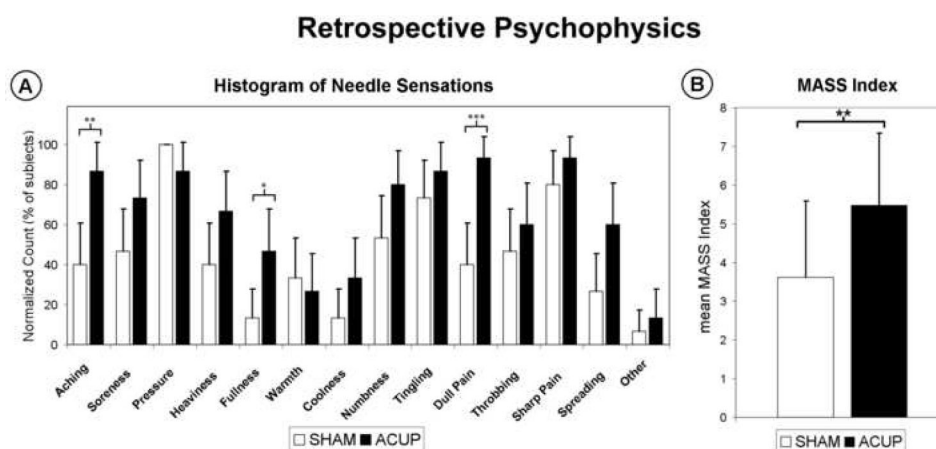 Retrospective Psychophysics
A
Histogram of Needle Sensations
Normalized Count (% of subjects)
100
80
60
40
20
0
**
*
***
Aching
Soreness
Pressure
Heaviness
Fullness
Warmth
Coolness
Numbness
Tingling
Dull Pain
Throbbing
Sharp Pain
Spreading
Other
SHAM ACUP
B
MASS Index
mean MASS Index
8
7
6
5
4
3
2
1
0
**
SHAM ACUP